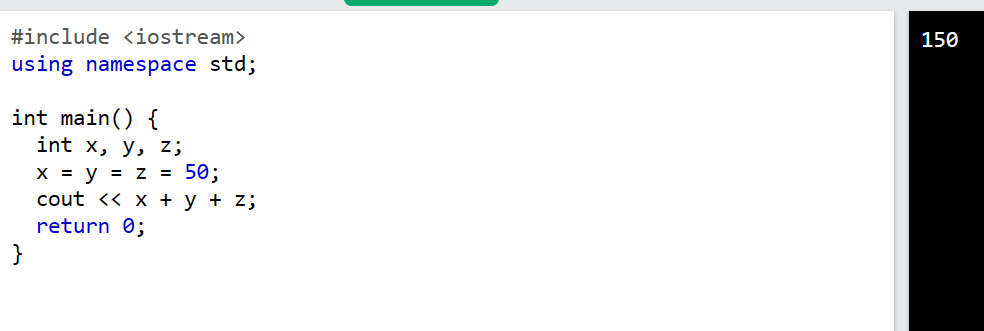 #include <iostream>
using namespace std;
int main() {
int x, y, z;
x = y = z = 50;
cout << x + y + z;
return 0;
}
150